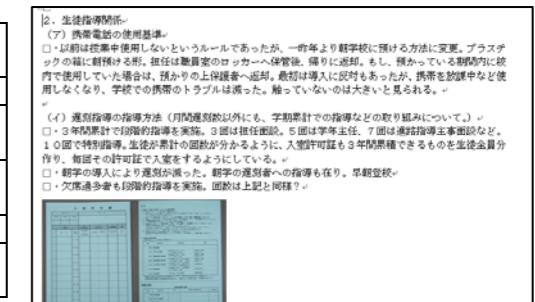 2．生徒指導関係
（ア）携帯電話の使用基準
□・以前は授業中使用しないというルールであったが、一昨年より朝学校に預ける方法に変更。プラスチ
ックの箱に朝預ける形。担任は職員室のロッカーへ保管後、帰りに返却。もし、預かっている期間内に校
内で使用していた場合は、預かりの上保護者へ返却。最初は導入に反対もあったが、携帯を放課中など使
用しなくなり、学校での携帯のトラブルは減った。触っていないのは大きいと見られる。
（イ）遅刻指導の指導方法（月間遅刻数以外にも、学期累計での指導などの取り組みについて。）
□・3年間累計で段階的指導を実施。3回は担任面談。5回は学年主任、7回は進路指導主事面談など。
10回で特別指導。生徒が累計の回数が分かるように、入室許可証も3年間累積できるものを生徒全員分
作り、毎回その許可証で入室をするようにしている。
□・朝学の導入により遅刻が減った。朝学の遅刻者への指導も在り。早朝登校
□・欠席過多者も段階的指導を実施。回数は上記と同様？